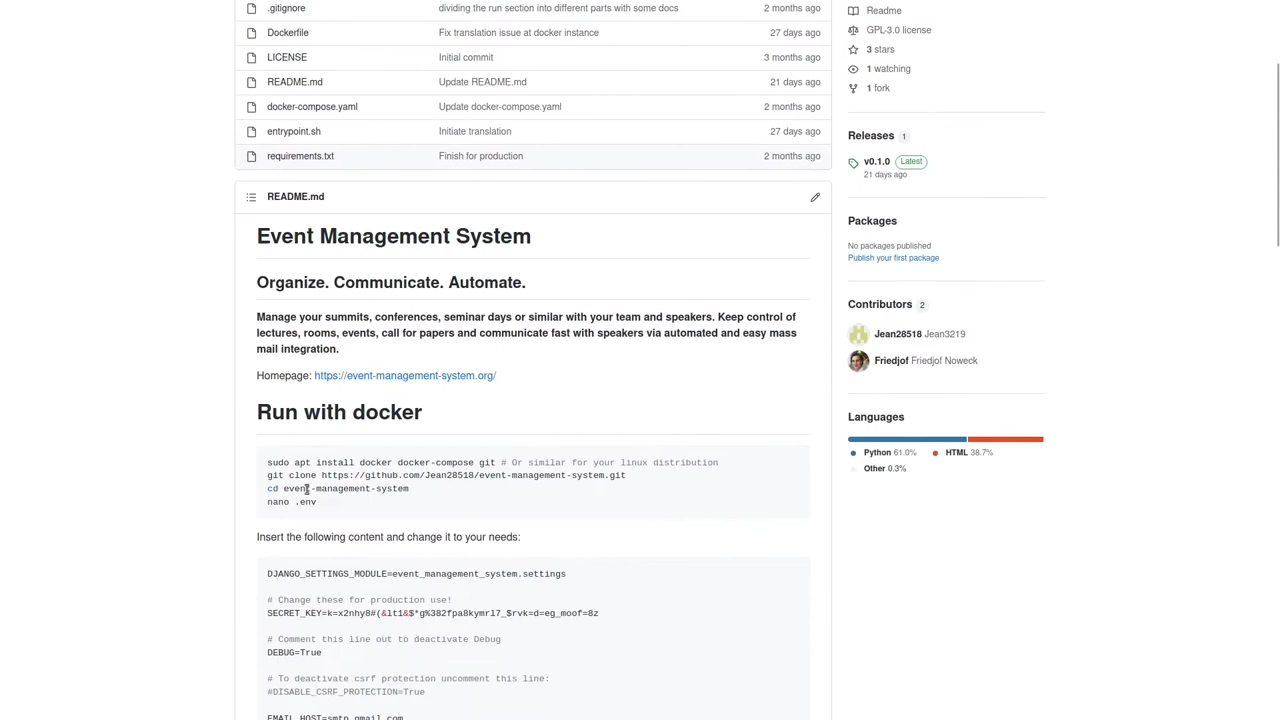 .gitignore dividing the run section into different parts with some docs 2 months ago
Dockerfile Fix translation issue at docker instance 27 days ago
LICENSE Initial commit 3 months ago
README.md Update README.md 21 days ago
docker-compose.yaml Update docker-compose.yaml 2 months ago
entrypoint.sh Initiate translation 27 days ago
requirements.txt Finish for production 2 months ago
README.md
Event Management System
Organize. Communicate. Automate.
Manage your summits, conferences, seminar days or similar with your team and speakers. Keep control of
lectures, rooms, events, call for papers and communicate fast with speakers via automated and easy mass
mail integration.
Homepage: https://event-management-system.org/
Run with docker
sudo apt install docker docker-compose git # Or similar for your linux distribution
git clone https://github.com/Jean28518/event-management-system.git
cd event-management-system
nano .env
Insert the following content and change it to your needs:
DJANGO_SETTINGS_MODULE=event_management_system.settings
# Change these for production use!
SECRET_KEY=k=x2nhy8#(&lt1&$*g%382fpa8kymrl7_$rvk=d=eg_moof=8z
# Comment this line out to deactivate Debug
DEBUG=True
# To deactivate csrf protection uncomment this line:
#DISABLE_CSRF_PROTECTION=True
EMAIL_HOST=smtp.gmail.com
Readme
GPL-3.0 license
3 stars
1 watching
1 fork
Releases 1
v0.1.0 Latest
21 days ago
Packages
No packages published
Publish your first package
Contributors 2
Jean28518 Jean3219
Friedjof Friedjof Noweck
Languages
Python 61.0% HTML 38.7%
Other 0.3%